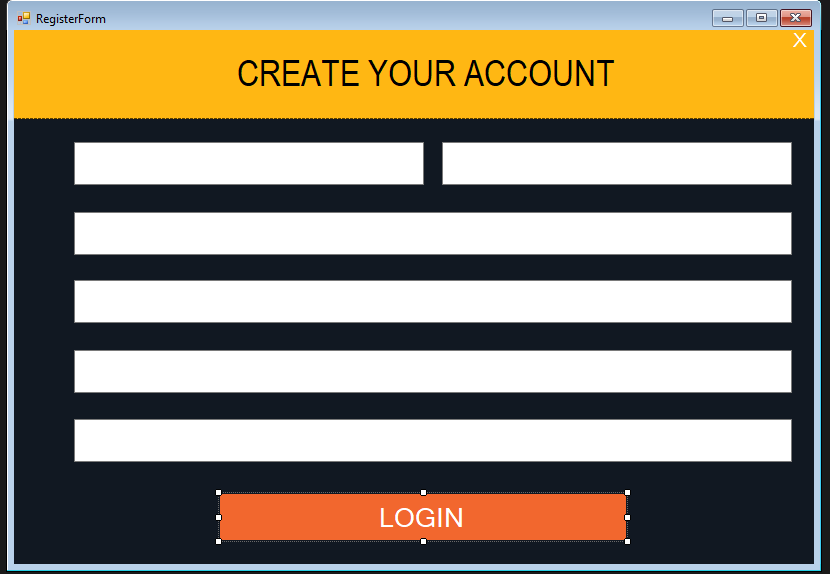 RegisterForm
X
CREATE YOUR ACCOUNT
LOGIN